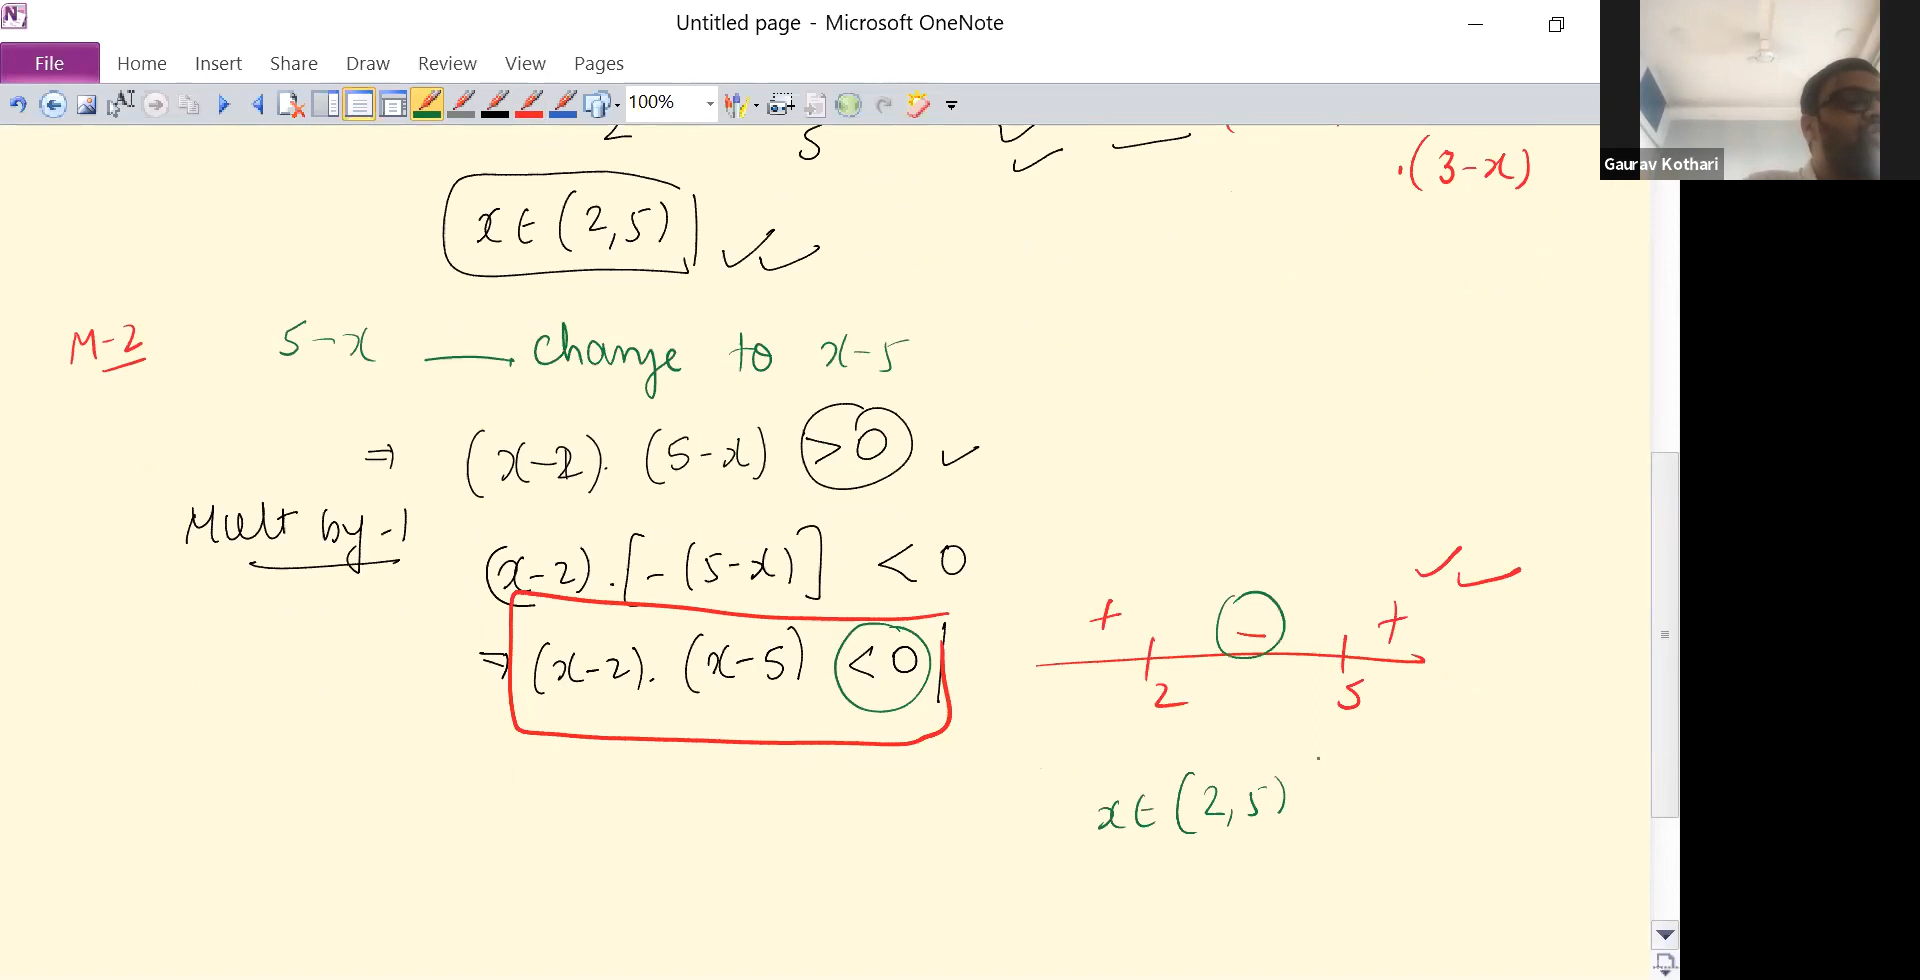 Untitled page - Microsoft OneNote
File Home Insert Share Draw Review View Pages
100%
2 5
·(3-x)
Gaurav Kothari
x∈(2,5)
M-2 5-x — change to x-5
⇒ (x-2). (5-x) >0
Mult by -1
(x-2).[-(5-x)] < 0
⇒ (x-2). (x-5) <0
+ - +
2 5
x∈(2,5)